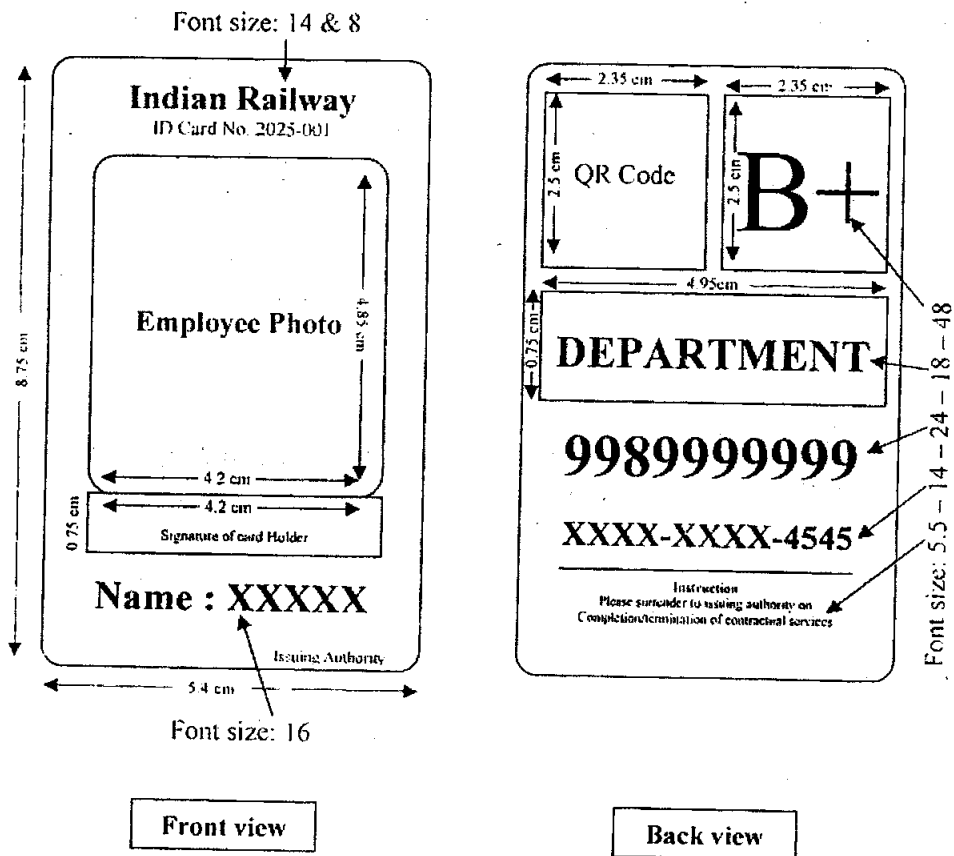 Font size: 14 & 8
Indian Railway
ID Card No. 2025-001
8.75 cm
Employee Photo
4.85 cm
4.2 cm
4.2 cm
0.75 cm
Signature of card Holder
Name : XXXXX
Issuing Authority
5.4 cm
Font size: 16
Front view
2.35 cm
2.35 cm
2.5 cm
QR Code
2.5 cm
B+
4.95cm
0.75 cm
DEPARTMENT
9989999999
XXXX-XXXX-4545
Instruction
Please surrender to issuing authority on
Completion/termination of contractual services
Font size: 5.5 – 14 – 24 – 18 – 48
Back view